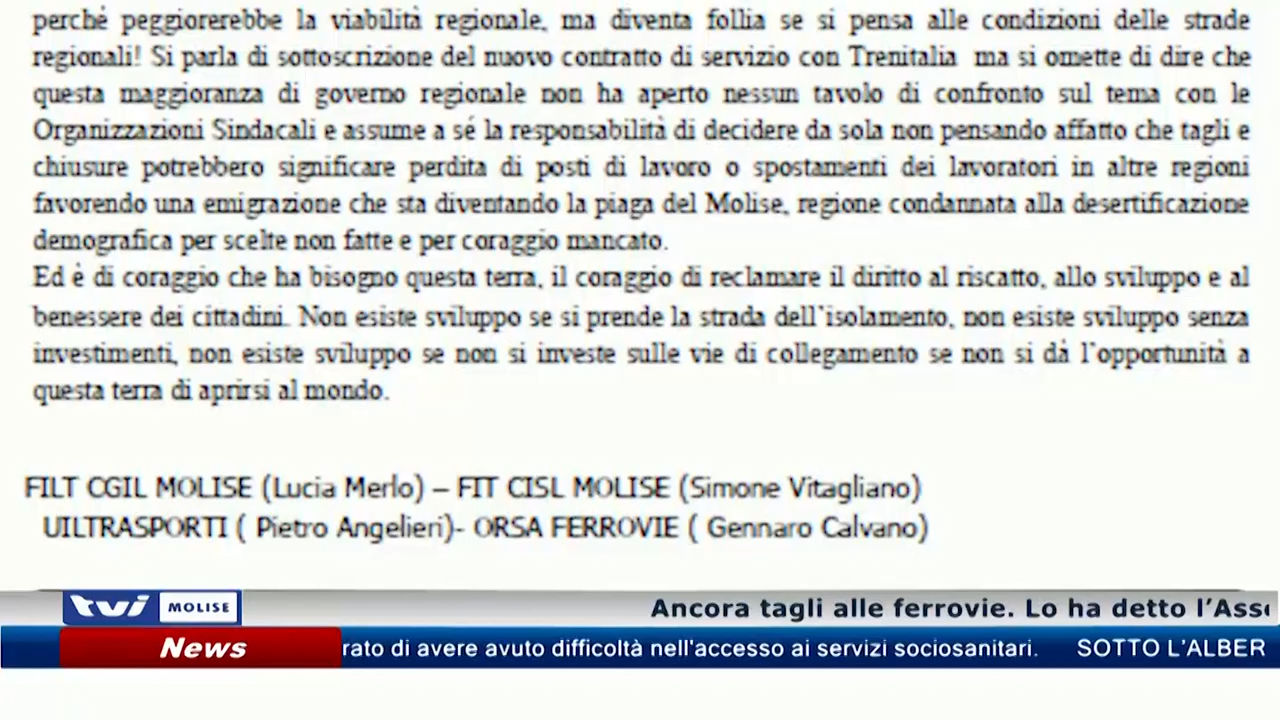 perchè peggiorerebbe la viabilità regionale, ma diventa follia se si pensa alle condizioni delle strade
regionali! Si parla di sottoscrizione del nuovo contratto di servizio con Trenitalia ma si omette di dire che
questa maggioranza di governo regionale non ha aperto nessun tavolo di confronto sul tema con le
Organizzazioni Sindacali e assume a sé la responsabilità di decidere da sola non pensando affatto che tagli e
chiusure potrebbero significare perdita di posti di lavoro o spostamenti dei lavoratori in altre regioni
favorendo una emigrazione che sta diventando la piaga del Molise, regione condannata alla desertificazione
demografica per scelte non fatte e per coraggio mancato.
Ed è di coraggio che ha bisogno questa terra, il coraggio di reclamare il diritto al riscatto, allo sviluppo e al
benessere dei cittadini. Non esiste sviluppo se si prende la strada dell'isolamento, non esiste sviluppo senza
investimenti, non esiste sviluppo se non si investe sulle vie di collegamento se non si dà l'opportunità a
questa terra di aprirsi al mondo.
FILT CGIL MOLISE (Lucia Merlo) – FIT CISL MOLISE (Simone Vitagliano)
UILTRASPORTI ( Pietro Angelieri)- ORSA FERROVIE ( Gennaro Calvano)
tvi MOLISE Ancora tagli alle ferrovie. Lo ha detto l'Ass
News rato di avere avuto difficoltà nell'accesso ai servizi sociosanitari. SOTTO L'ALBER